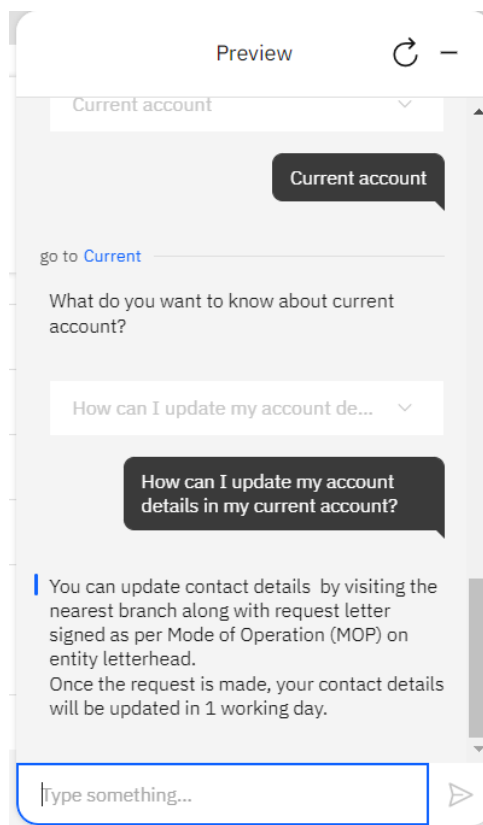 Preview
Current account
Current account
go to Current
What do you want to know about current
account?
How can I update my account de...
How can I update my account
details in my current account?
You can update contact details by visiting the
nearest branch along with request letter
signed as per Mode of Operation (MOP) on
entity letterhead.
Once the request is made, your contact details
will be updated in 1 working day.
Type something...